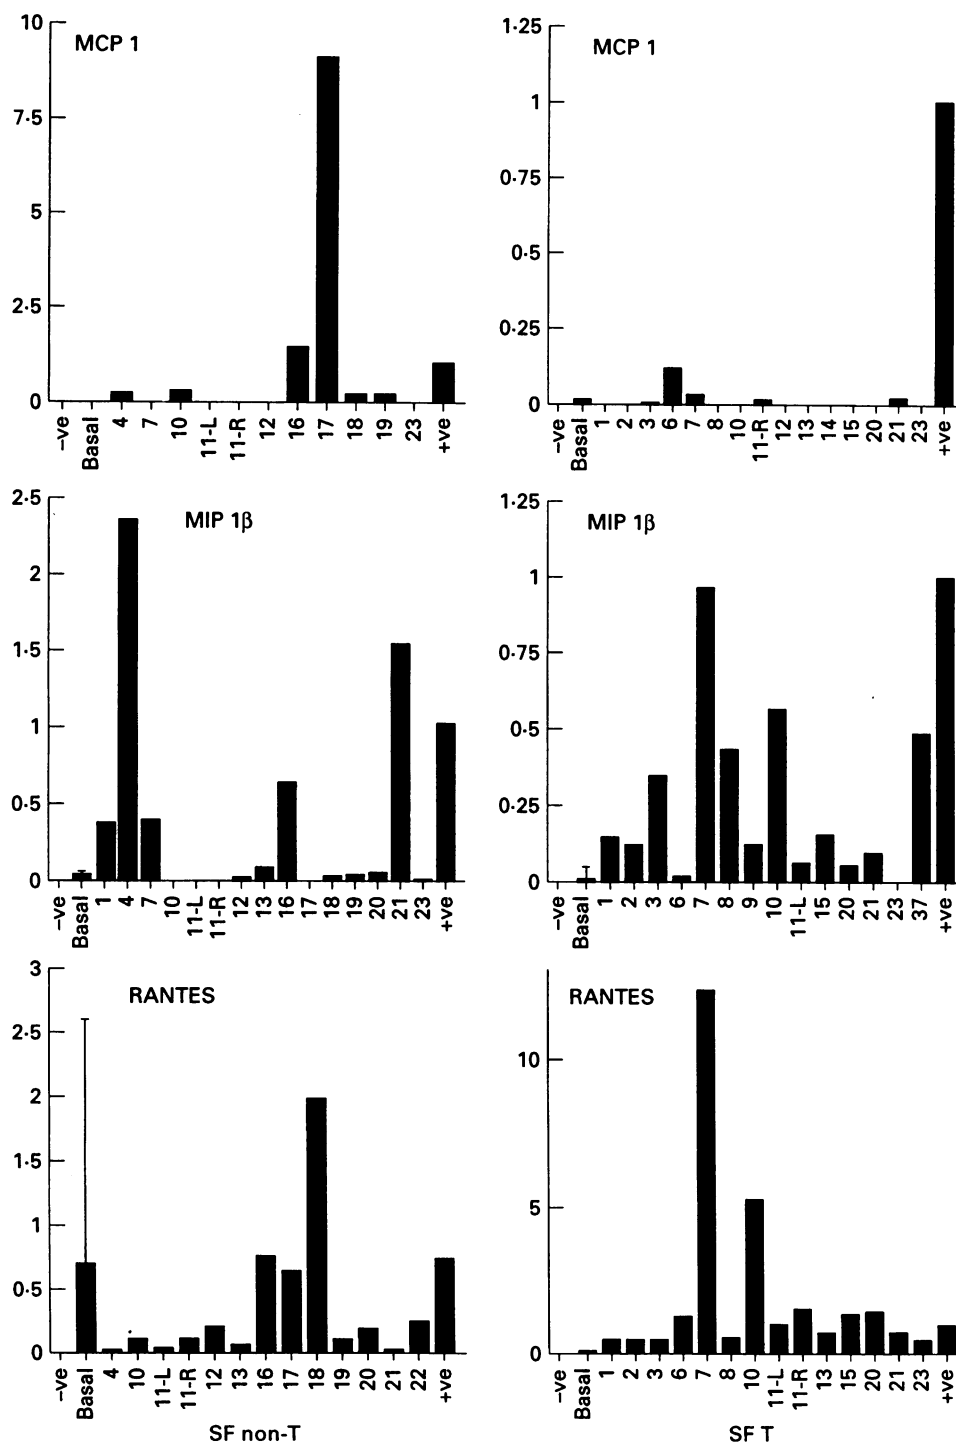 MCP 1
10
7·5
5
2·5
0
–ve Basal 4 7 10 11-L 11-R 12 16 17 18 19 23 +ve
MCP 1
1·25
1
0·75
0·5
0·25
0
–ve Basal 1 2 3 6 7 8 10 11-R 12 13 14 15 20 21 23 +ve
MIP 1β
2·5
2
1·5
1
0·5
0
–ve Basal 1 4 7 10 11-L 11-R 12 13 16 17 18 19 20 21 23 +ve
MIP 1β
1·25
1
0·75
0·5
0·25
0
–ve Basal 1 2 3 6 7 8 9 10 11-L 15 20 21 23 37 +ve
RANTES
3
2·5
2
1·5
1
0·5
0
–ve Basal 4 10 11-L 11-R 12 13 16 17 18 19 20 21 22 +ve
SF non-T
RANTES
10
5
0
–ve Basal 1 2 3 6 7 8 10 11-L 11-R 13 15 20 21 23 +ve
SF T